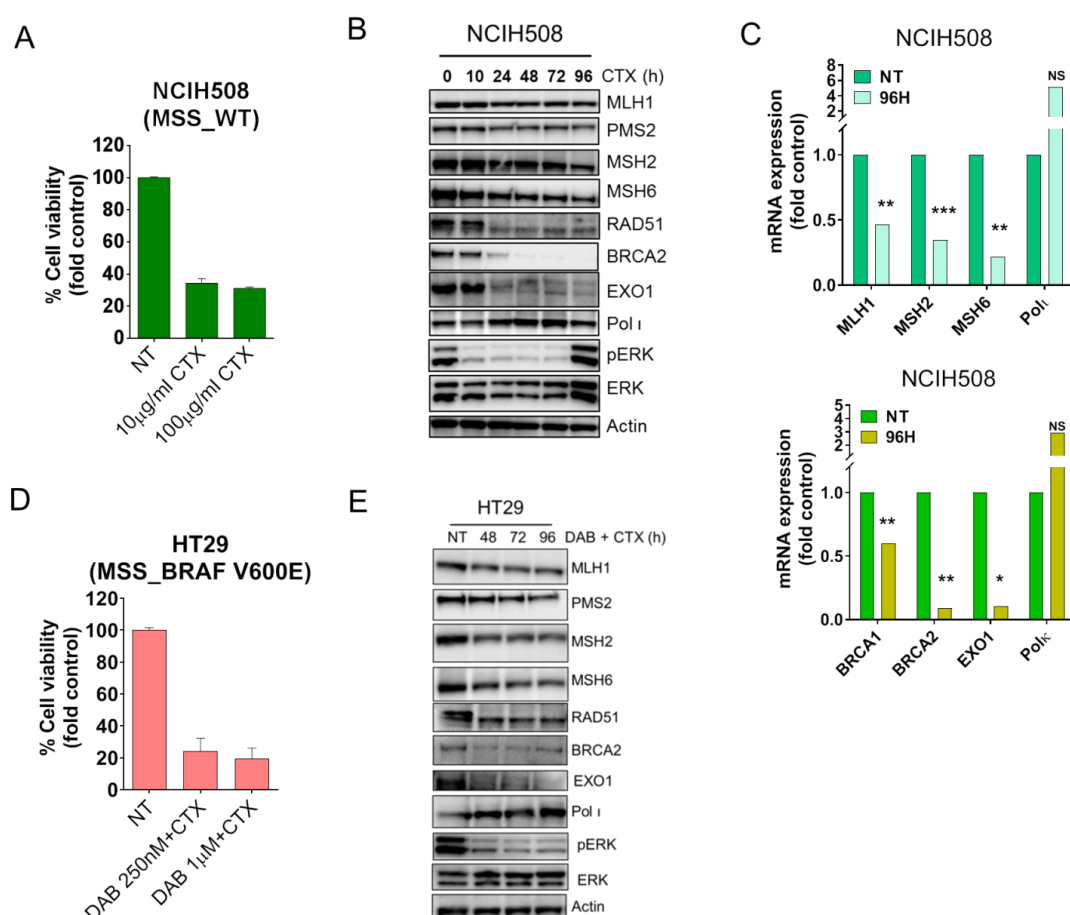 A
NCIH508
(MSS_WT)
% Cell viability
(fold control)
120
100
80
60
40
20
0
NT
10µg/ml CTX
100µg/ml CTX
B
NCIH508
0 10 24 48 72 96 CTX (h)
MLH1
PMS2
MSH2
MSH6
RAD51
BRCA2
EXO1
Pol ι
pERK
ERK
Actin
C
NCIH508
NT
96H
mRNA expression
(fold control)
8
6
4
2
1.0
0.5
0.0
**
***
**
NS
MLH1
MSH2
MSH6
Polι
NCIH508
NT
96H
mRNA expression
(fold control)
5
4
3
2
1.0
0.5
0.0
**
**
*
NS
BRCA1
BRCA2
EXO1
Polκ
D
HT29
(MSS_BRAF V600E)
% Cell viability
(fold control)
120
100
80
60
40
20
0
NT
DAB 250nM+CTX
DAB 1µM+CTX
E
HT29
NT 48 72 96 DAB + CTX (h)
MLH1
PMS2
MSH2
MSH6
RAD51
BRCA2
EXO1
Pol ι
pERK
ERK
Actin